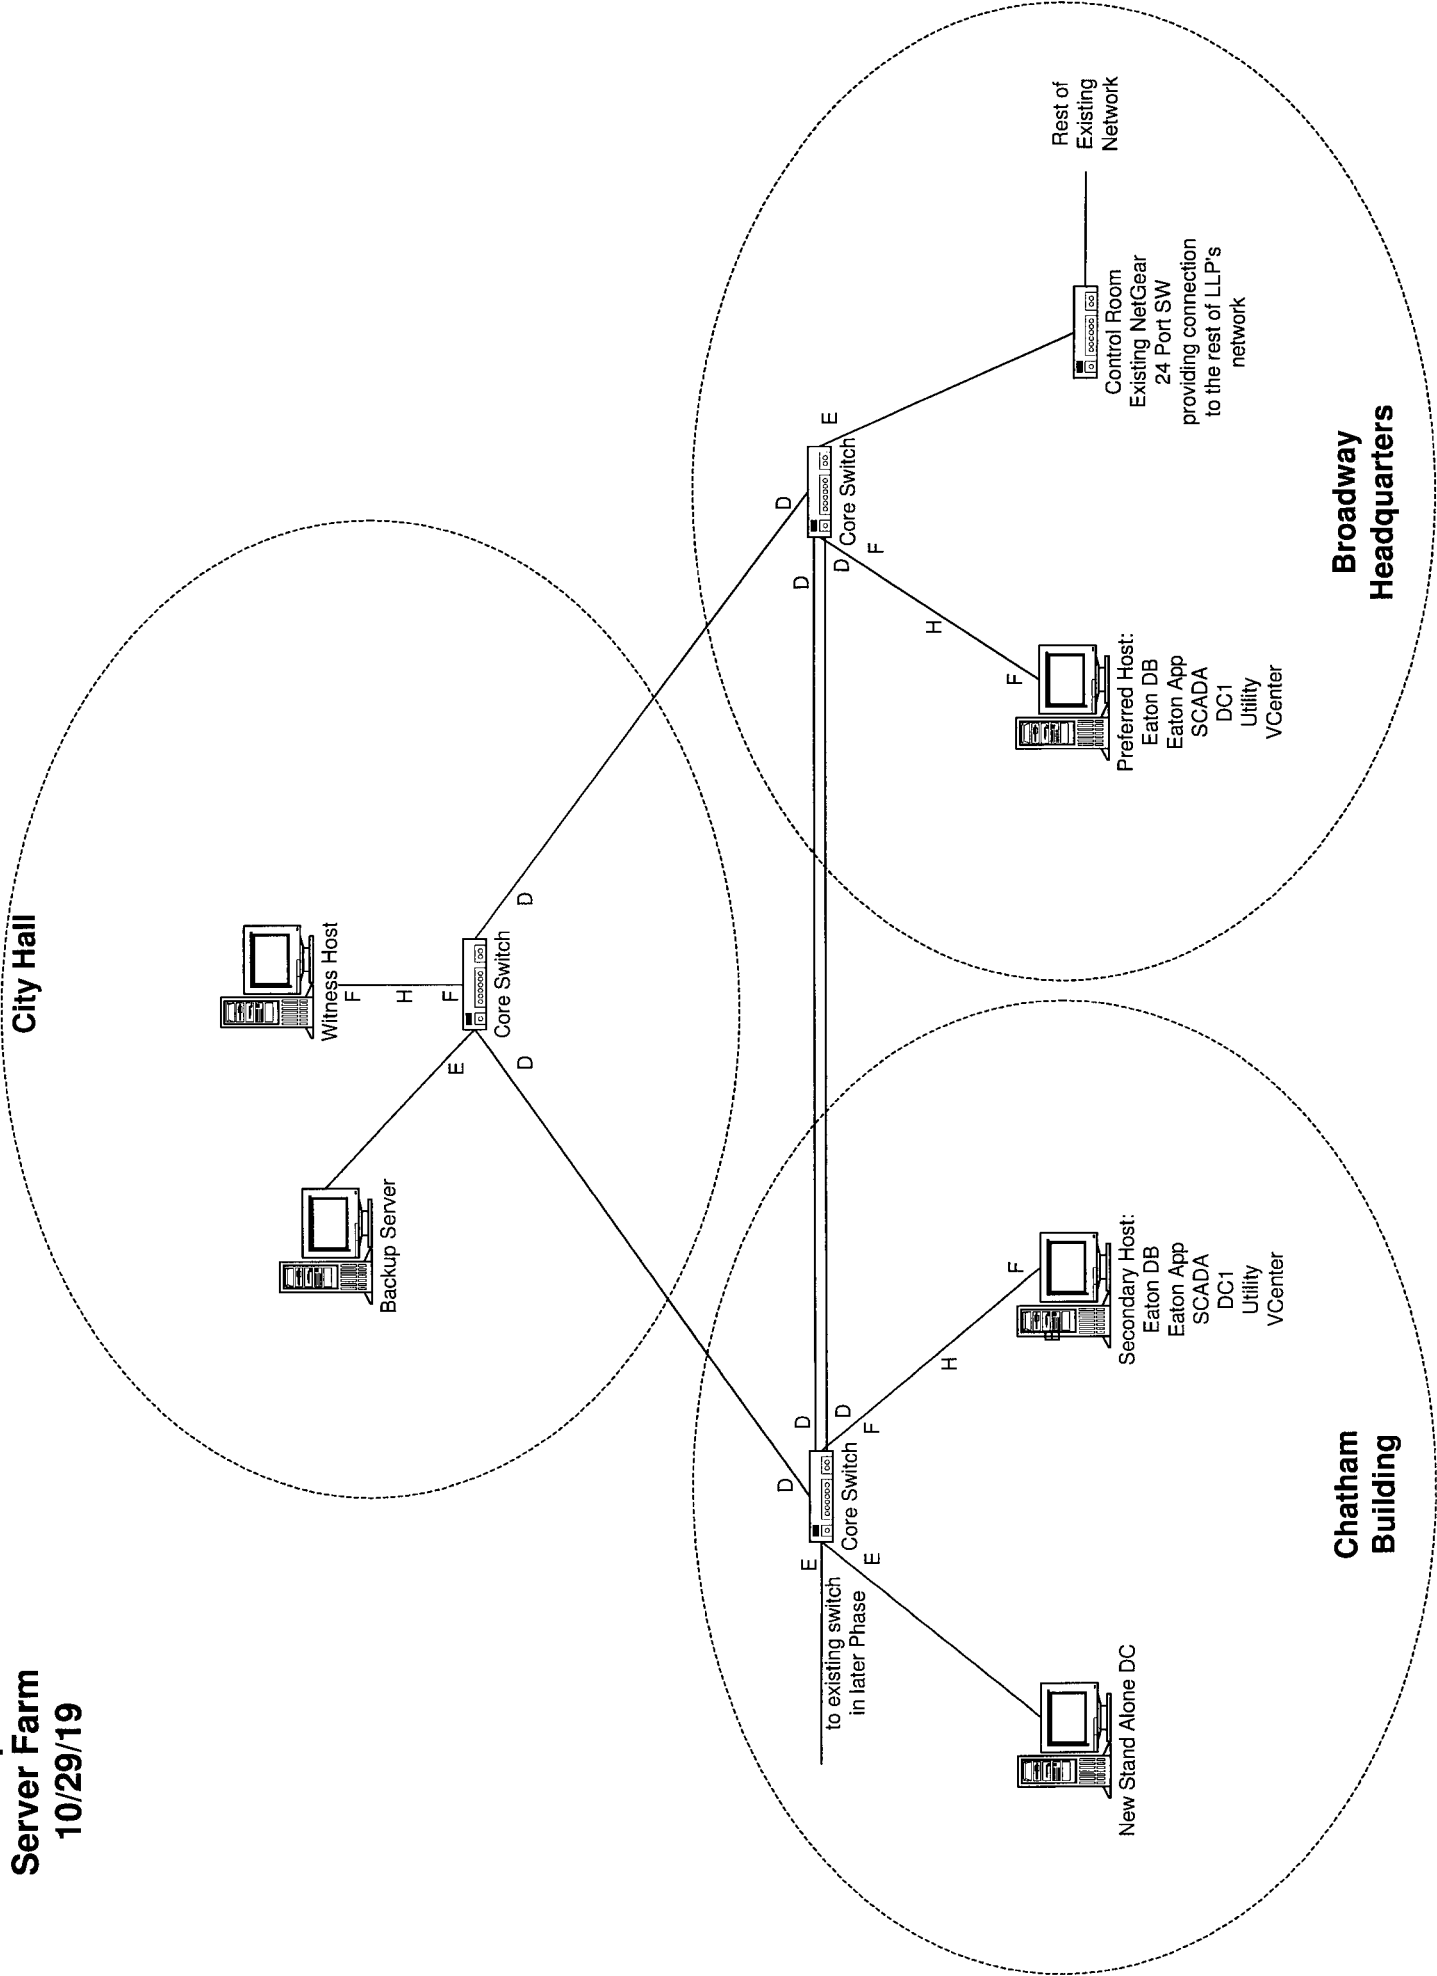 Server Farm
10/29/19
City Hall
Witness Host
F
H
F
Core Switch
E
D
D
Backup Server
Chatham
Building
D
D
D
F
Core Switch
E
E
to existing switch
in later Phase
New Stand Alone DC
H
F
Secondary Host:
Eaton DB
Eaton App
SCADA
DC1
Utility
VCenter
Broadway
Headquarters
D
D
D
F
E
Core Switch
H
F
Preferred Host:
Eaton DB
Eaton App
SCADA
DC1
Utility
VCenter
Control Room
Existing NetGear
24 Port SW
providing connection
to the rest of LLP's
network
Rest of
Existing
Network